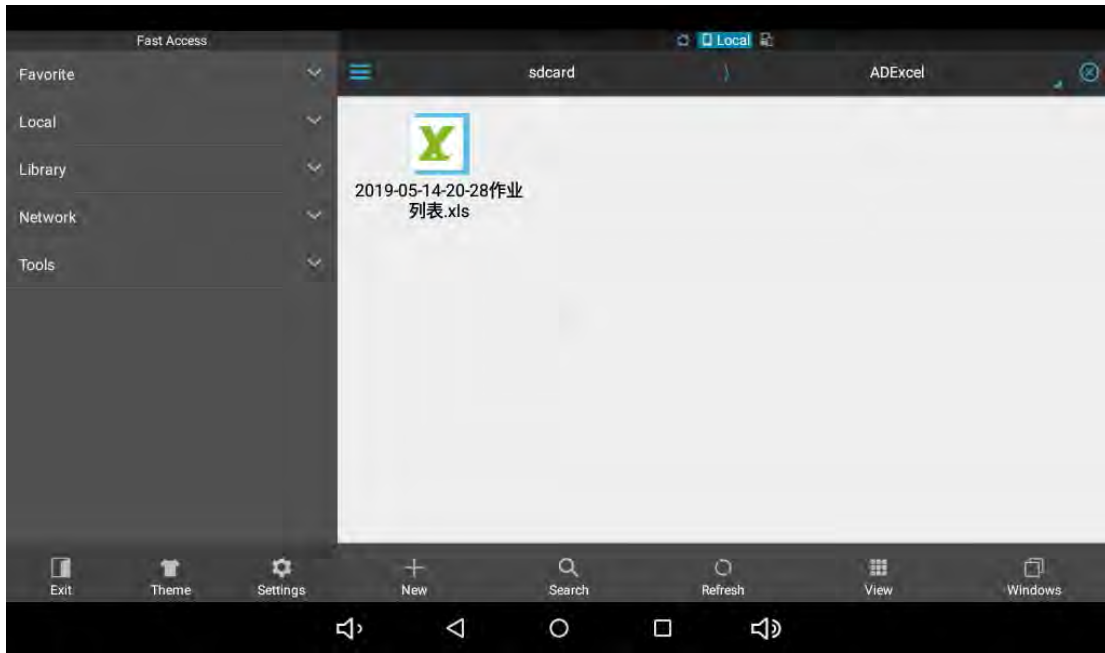 Fast Access
Local
Favorite
sdcard
ADExcel
Local
Library
Network
Tools
2019-05-14-20-28作业
列表.xls
Exit
Theme
Settings
New
Search
Refresh
View
Windows